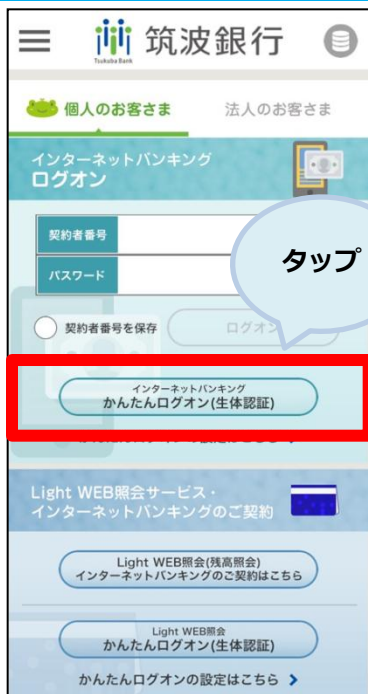 筑波銀行
Tsukuba Bank
個人のお客さま
法人のお客さま
インターネットバンキング
ログオン
契約者番号
パスワード
タップ
契約者番号を保存
ログオン
インターネットバンキング
かんたんログオン(生体認証)
Light WEB照会サービス・
インターネットバンキングのご契約
Light WEB照会(残高照会)
インターネットバンキングのご契約はこちら
Light WEB照会
かんたんログオン(生体認証)
かんたんログオンの設定はこちら